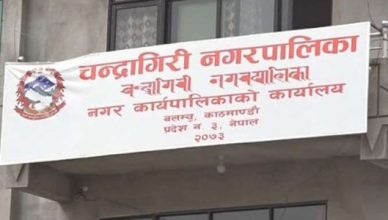 चन्द्रागिरी नगरपालिका
नगर कार्यपालिकाको कार्यालय
बलम्बु, काठमाण्डौ
प्रदेश न. ३, नेपाल
२०७३